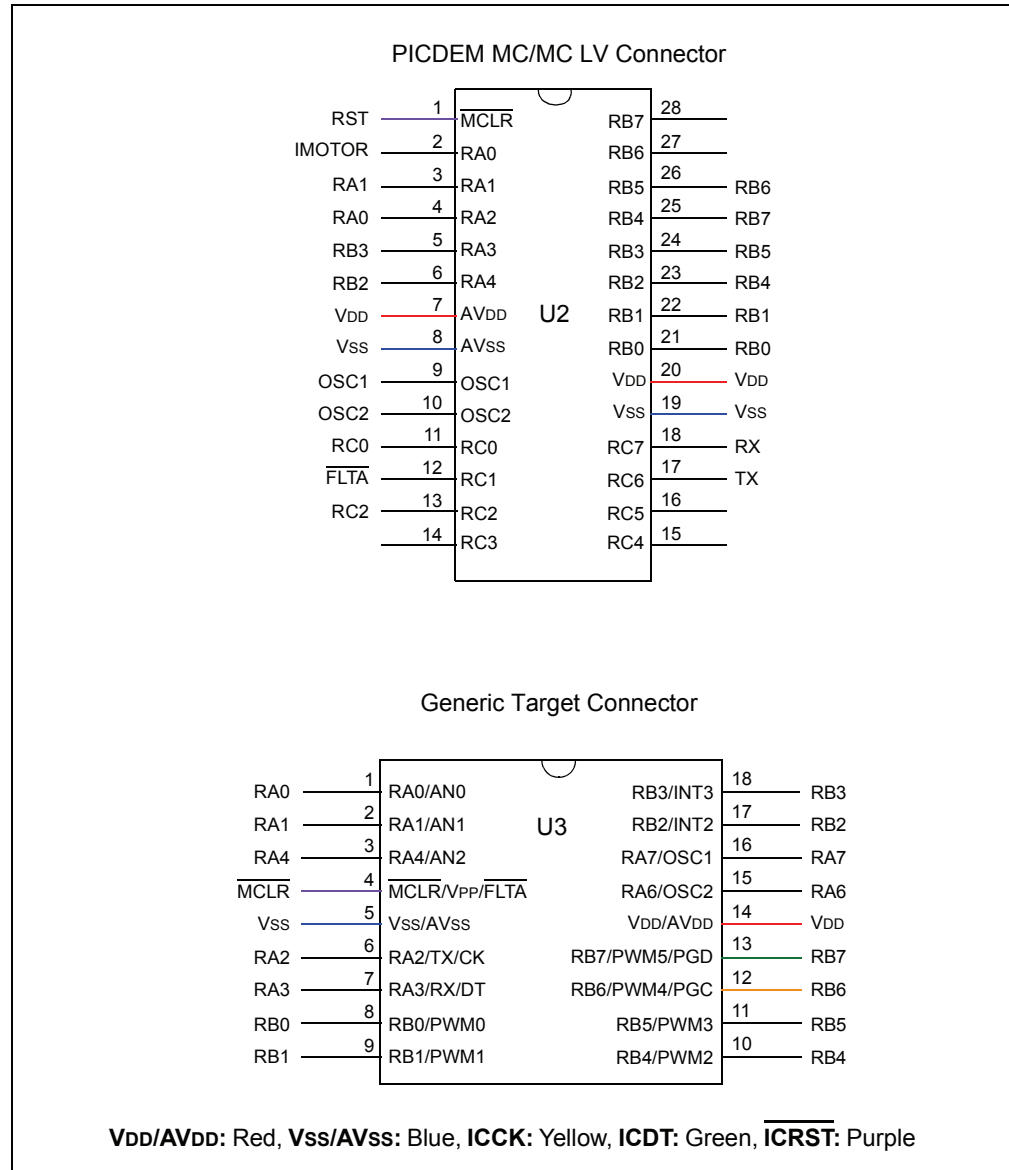 PICDEM MC/MC LV Connector
RST 1 MCLR RB7 28
IMOTOR 2 RA0 RB6 27
RA1 3 RA1 RB5 26 RB6
RA0 4 RA2 RB4 25 RB7
RB3 5 RA3 RB3 24 RB5
RB2 6 RA4 RB2 23 RB4
VDD 7 AVDD U2 RB1 22 RB1
VSS 8 AVSS RB0 21 RB0
OSC1 9 OSC1 VDD 20 VDD
OSC2 10 OSC2 VSS 19 VSS
RC0 11 RC0 RC7 18 RX
FLTA 12 RC1 RC6 17 TX
RC2 13 RC2 RC5 16
14 RC3 RC4 15
Generic Target Connector
RA0 1 RA0/AN0 RB3/INT3 18 RB3
RA1 2 RA1/AN1 U3 RB2/INT2 17 RB2
RA4 3 RA4/AN2 RA7/OSC1 16 RA7
MCLR 4 MCLR/VPP/FLTA RA6/OSC2 15 RA6
VSS 5 VSS/AVSS VDD/AVDD 14 VDD
RA2 6 RA2/TX/CK RB7/PWM5/PGD 13 RB7
RA3 7 RA3/RX/DT RB6/PWM4/PGC 12 RB6
RB0 8 RB0/PWM0 RB5/PWM3 11 RB5
RB1 9 RB1/PWM1 RB4/PWM2 10 RB4
VDD/AVDD: Red, VSS/AVSS: Blue, ICCK: Yellow, ICDT: Green, ICRST: Purple